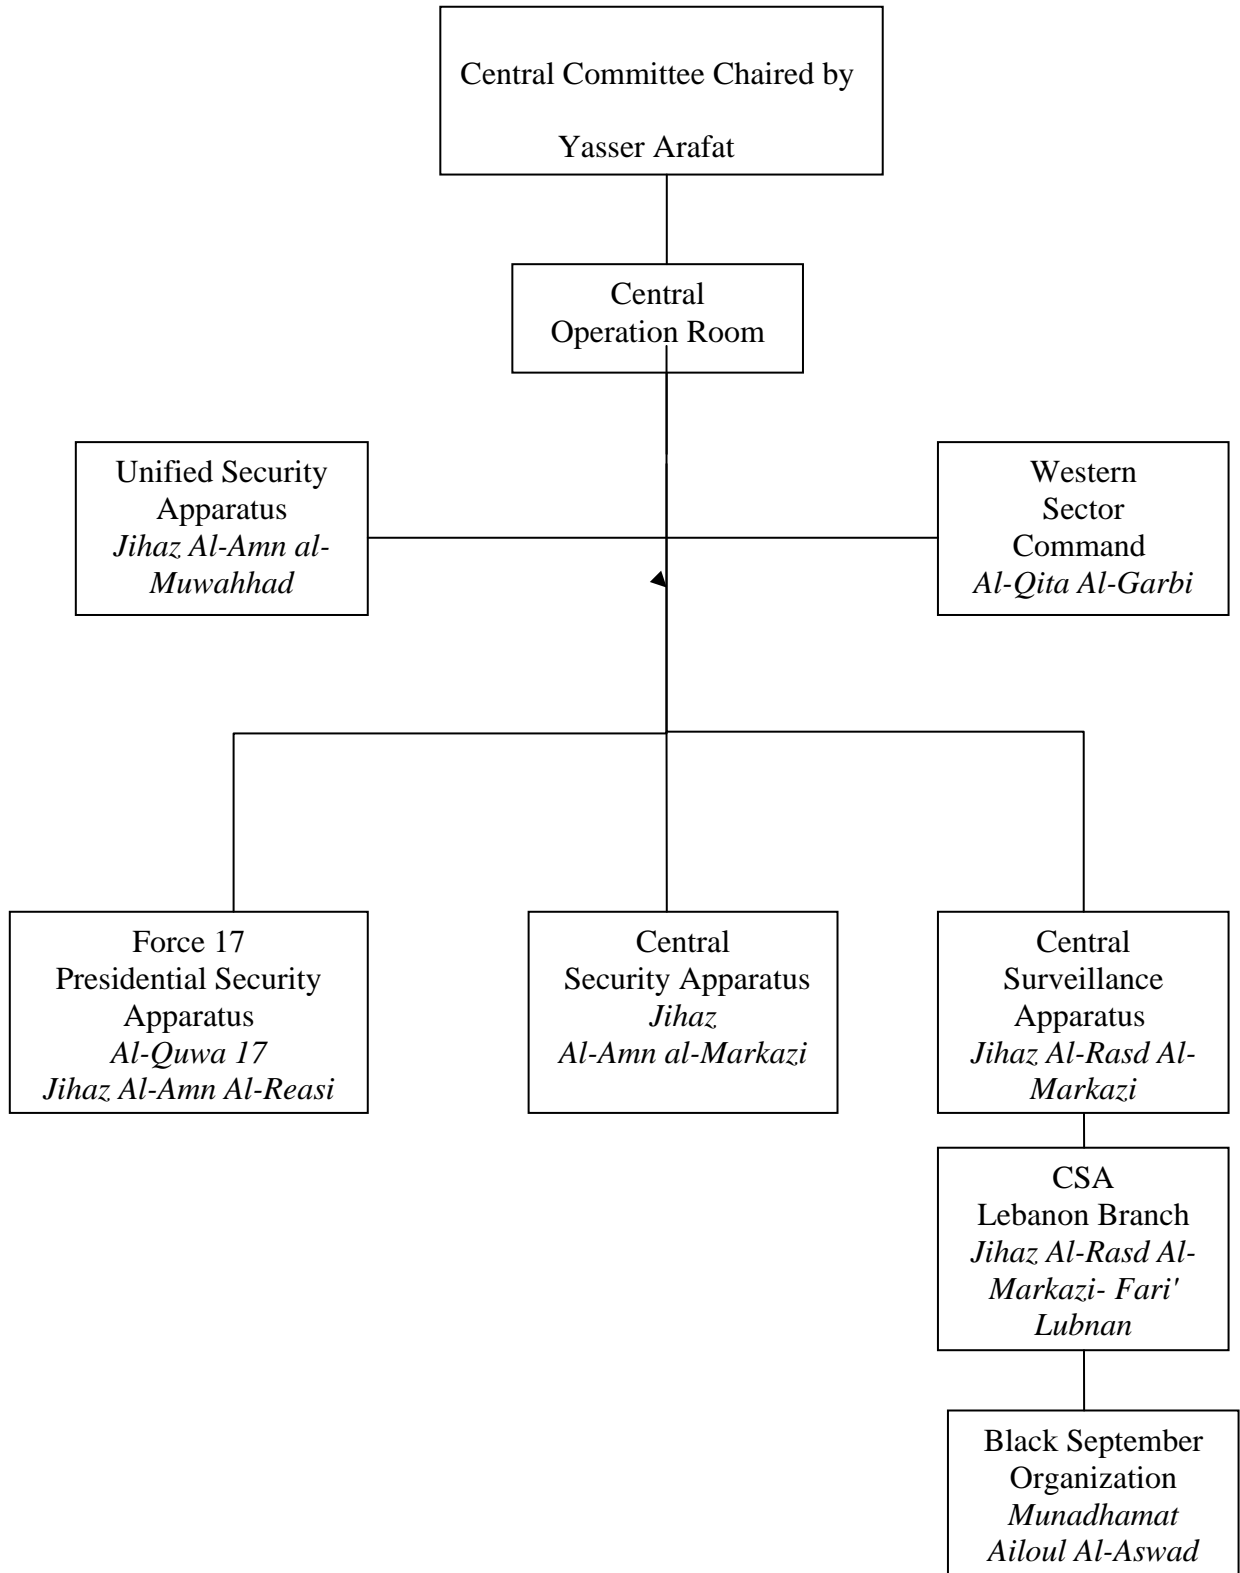 Central Committee Chaired by
Yasser Arafat
Central
Operation Room
Unified Security
Apparatus
Jihaz Al-Amn al-
Muwahhad
Western
Sector
Command
Al-Qita Al-Garbi
Force 17
Presidential Security
Apparatus
Al-Quwa 17
Jihaz Al-Amn Al-Reasi
Central
Security Apparatus
Jihaz
Al-Amn al-Markazi
Central
Surveillance
Apparatus
Jihaz Al-Rasd Al-
Markazi
CSA
Lebanon Branch
Jihaz Al-Rasd Al-
Markazi- Fari'
Lubnan
Black September
Organization
Munadhamat
Ailoul Al-Aswad